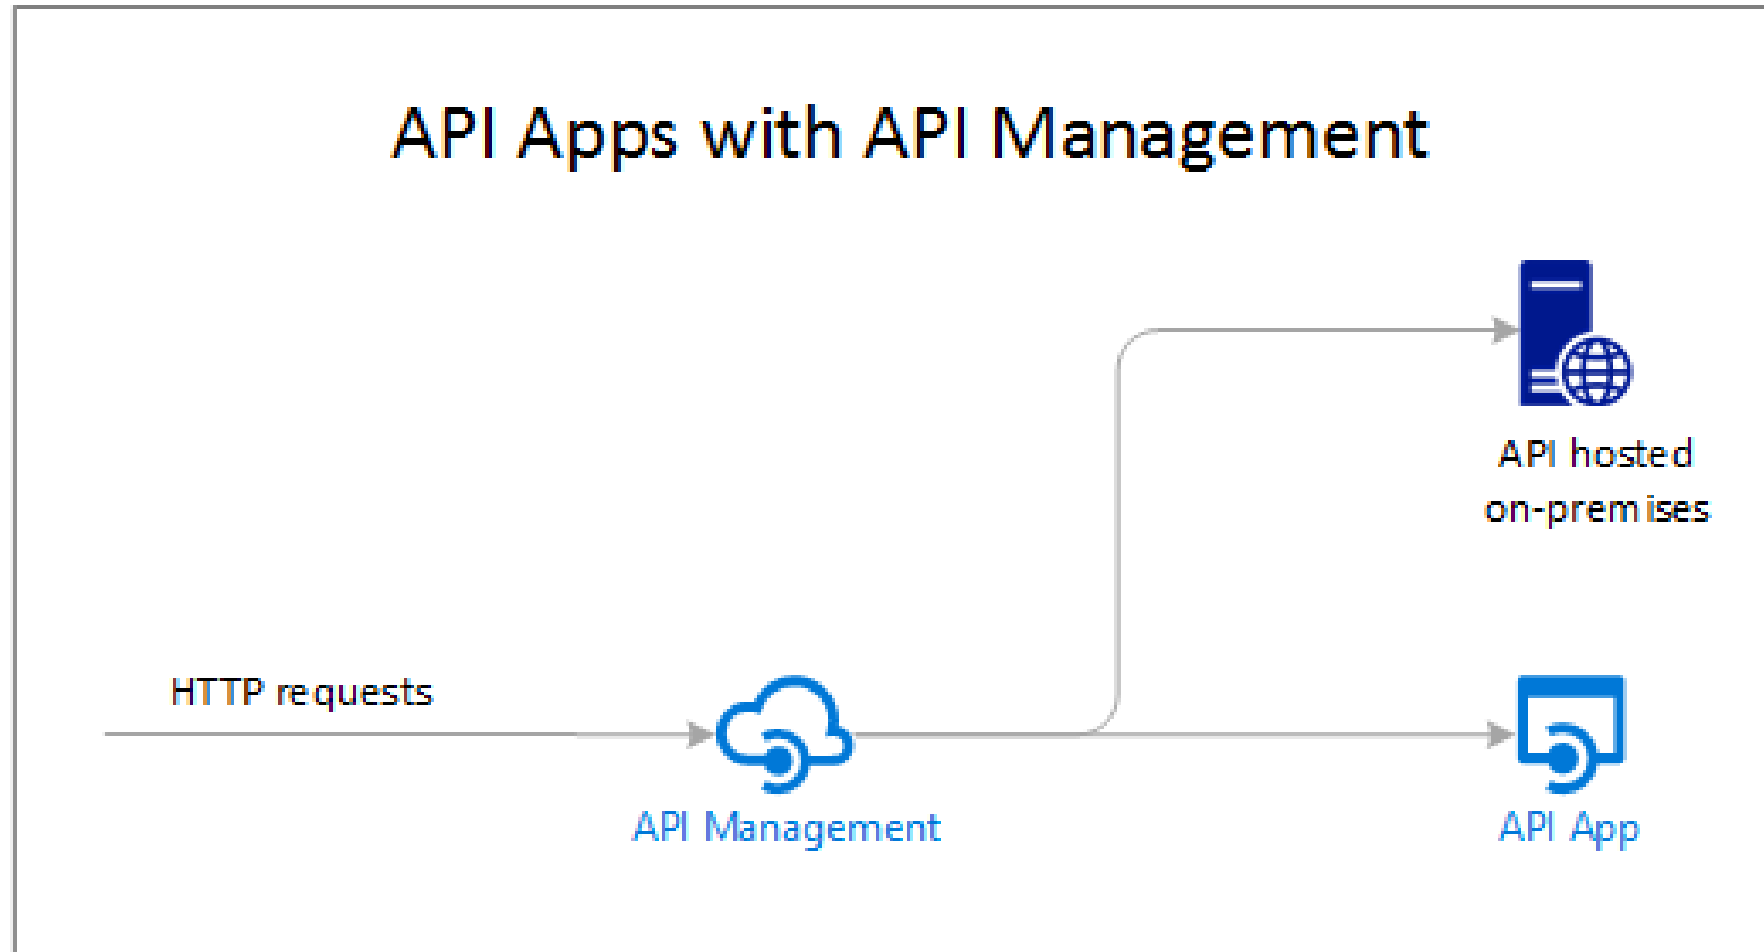 API Apps with API Management
API hosted
on-premises
HTTP requests
API Management
API App